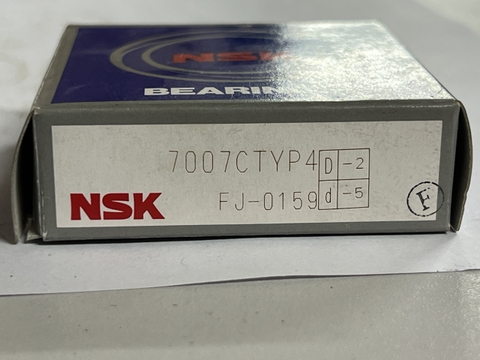 NSK
BEARIN
7007CTYP4 D -2
NSK FJ-0159 d -5
F